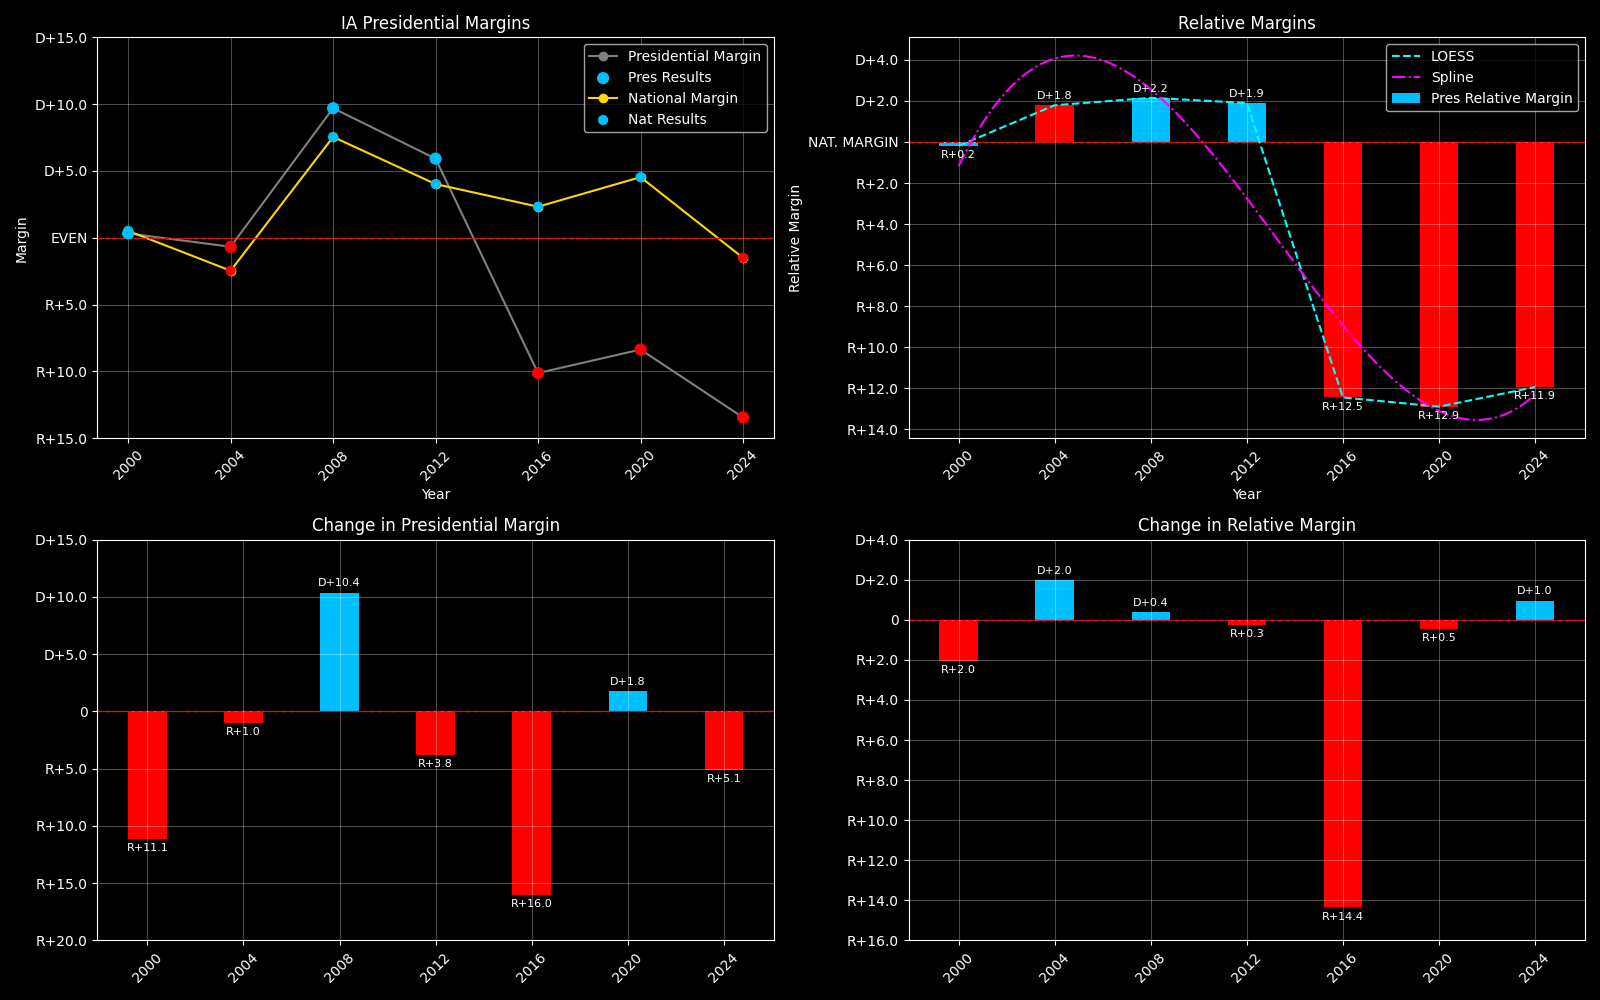 IA Presidential Margins
D+15.0
D+10.0
D+5.0
EVEN
R+5.0
R+10.0
R+15.0
Margin
Presidential Margin
Pres Results
National Margin
Nat Results
2000
2004
2008
2012
2016
2020
2024
Year
Relative Margins
D+4.0
D+2.0
NAT. MARGIN
R+2.0
R+4.0
R+6.0
R+8.0
R+10.0
R+12.0
R+14.0
Relative Margin
LOESS
Spline
Pres Relative Margin
R+0.2
D+1.8
D+2.2
D+1.9
R+12.5
R+12.9
R+11.9
2000
2004
2008
2012
2016
2020
2024
Year
Change in Presidential Margin
D+15.0
D+10.0
D+5.0
0
R+5.0
R+10.0
R+15.0
R+20.0
R+11.1
R+1.0
D+10.4
R+3.8
R+16.0
D+1.8
R+5.1
2000
2004
2008
2012
2016
2020
2024
Change in Relative Margin
D+4.0
D+2.0
0
R+2.0
R+4.0
R+6.0
R+8.0
R+10.0
R+12.0
R+14.0
R+16.0
R+2.0
D+2.0
D+0.4
R+0.3
R+14.4
R+0.5
D+1.0
2000
2004
2008
2012
2016
2020
2024